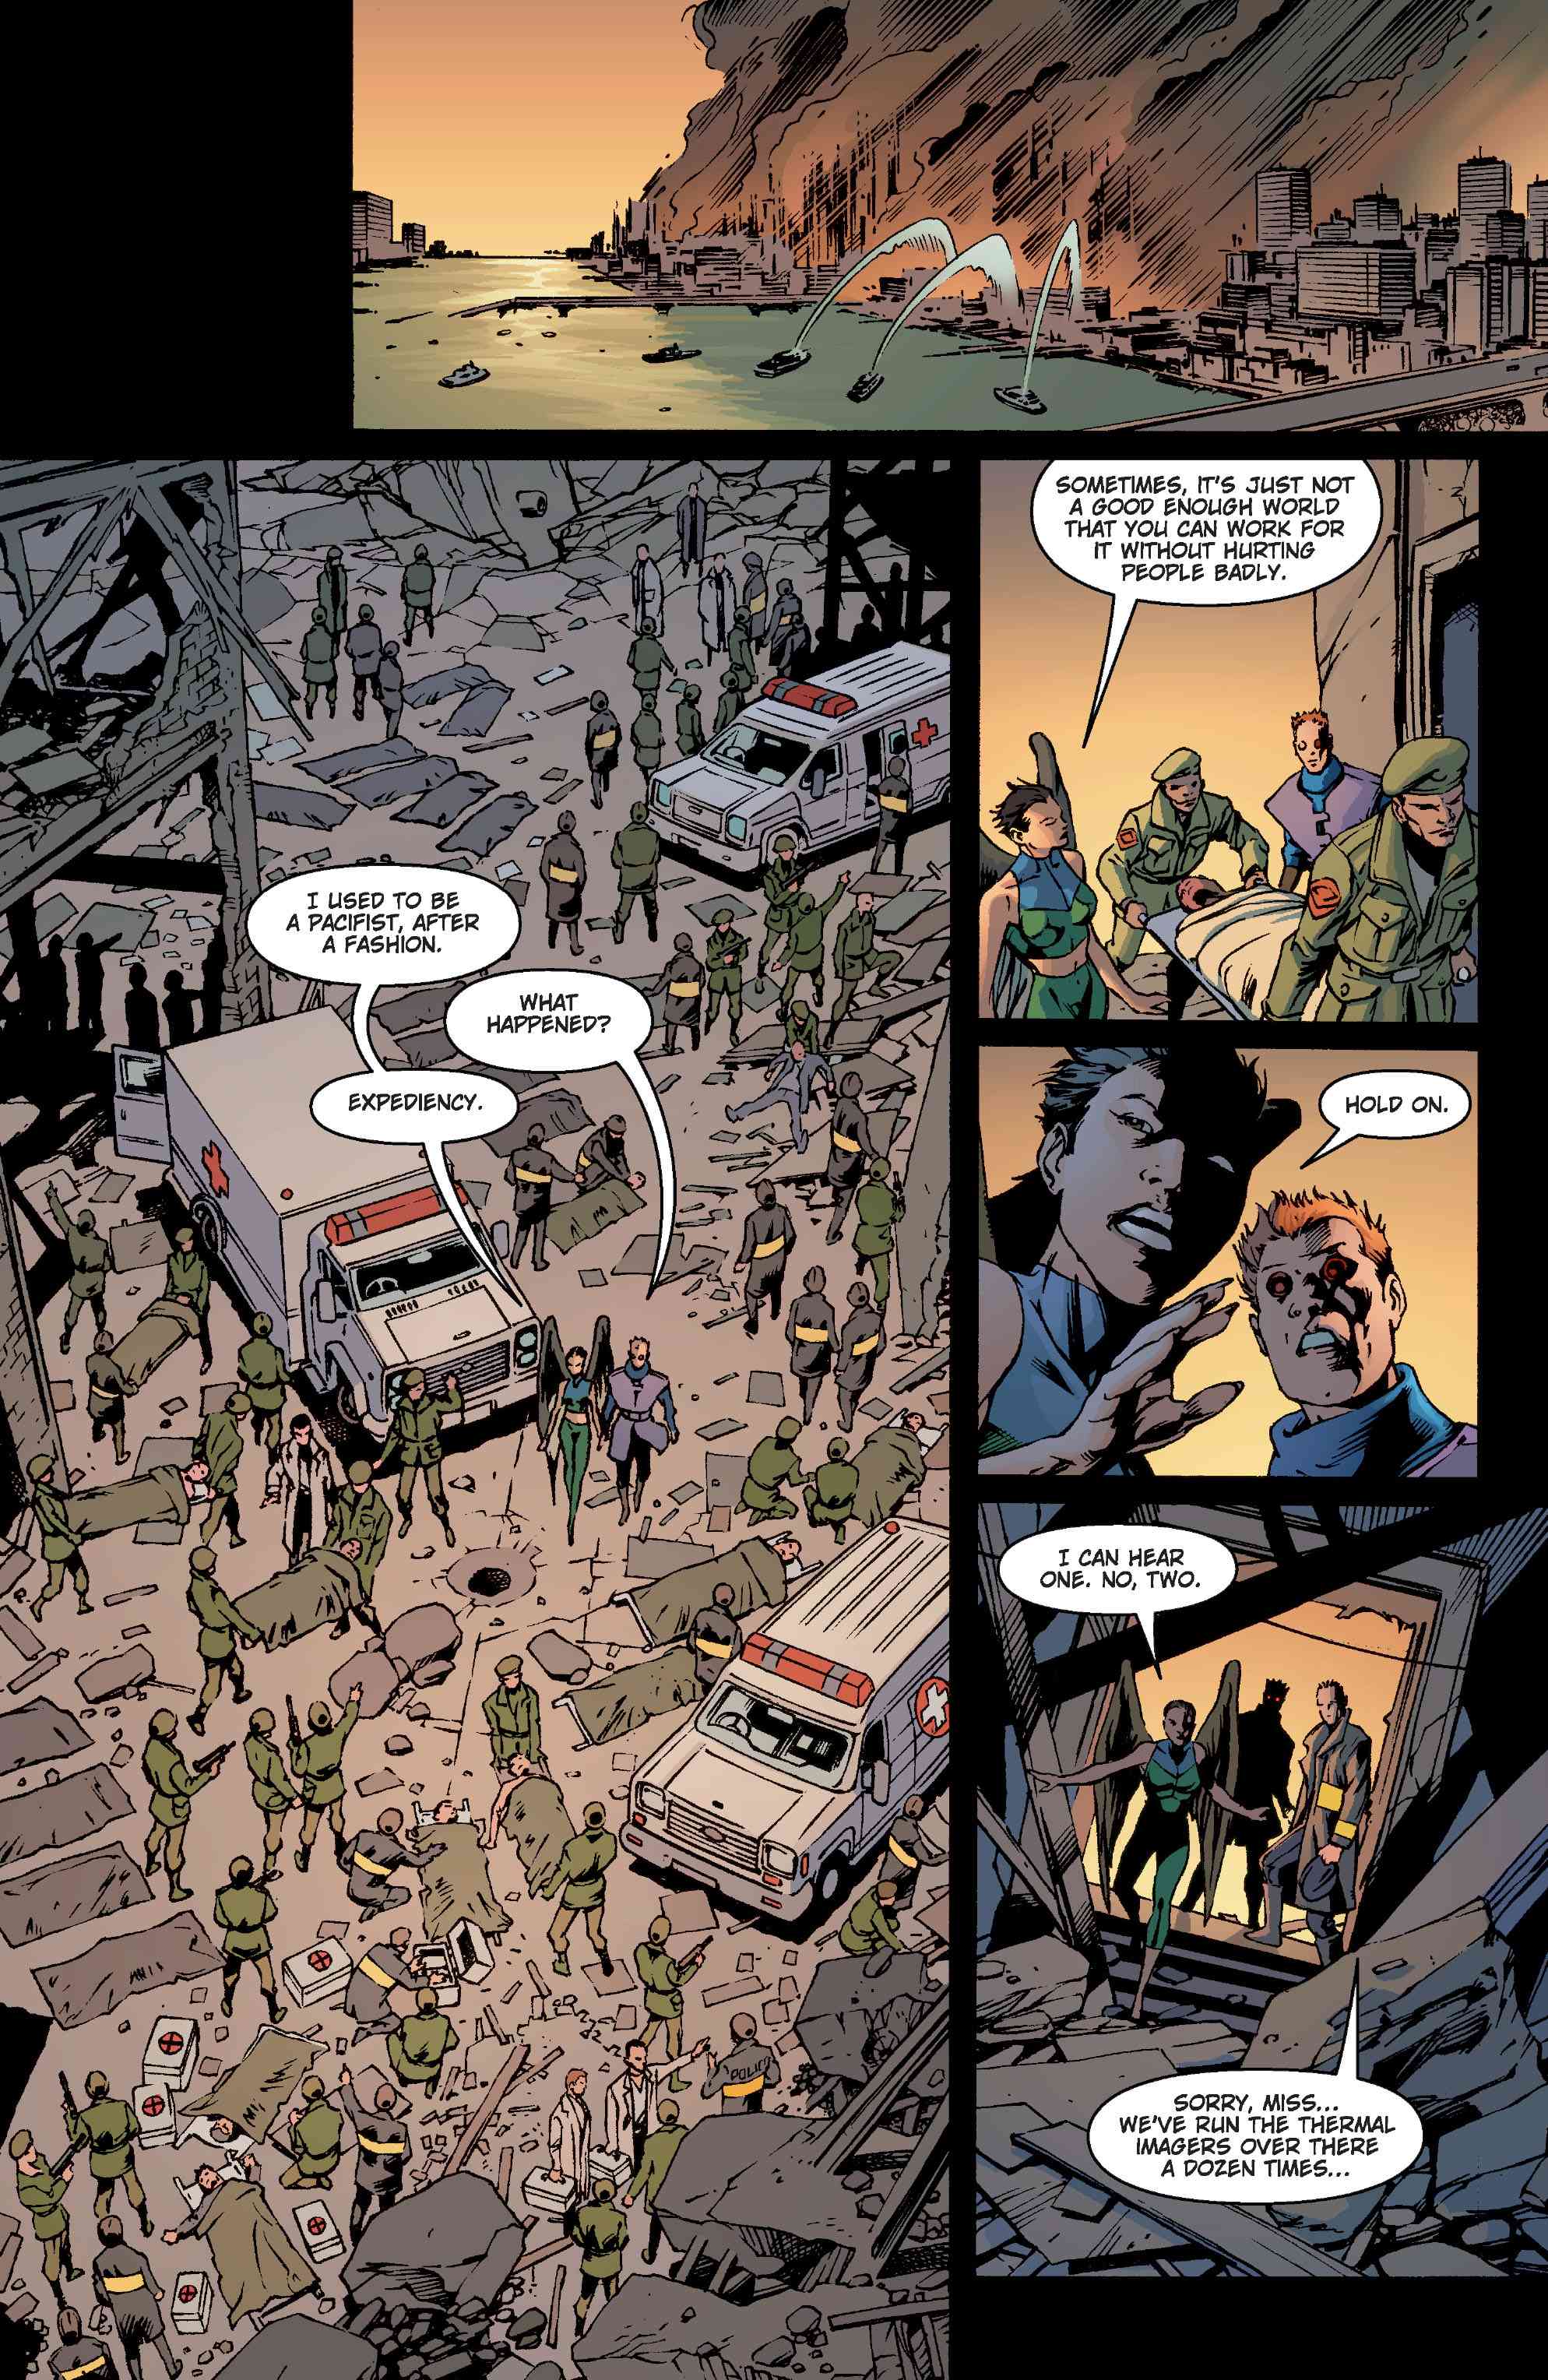 I USED TO BE
A PACIFIST, AFTER
A FASHION.
WHAT
HAPPENED?
EXPEDIENCY.
POLICE
SOMETIMES, IT'S JUST NOT
A GOOD ENOUGH WORLD
THAT YOU CAN WORK FOR
IT WITHOUT HURTING
PEOPLE BADLY.
HOLD ON.
I CAN HEAR
ONE. NO, TWO.
SORRY, MISS...
WE'VE RUN THE THERMAL
IMAGERS OVER THERE
A DOZEN TIMES...